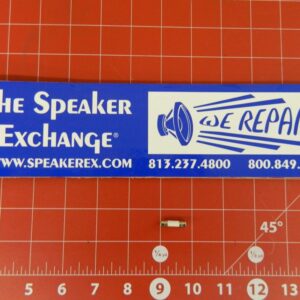 he Speaker
Exchange®
WE REPAI
www.speakerex.com 813.237.4800 800.849.
45°
5 6 7 8 9 10 11 12 13